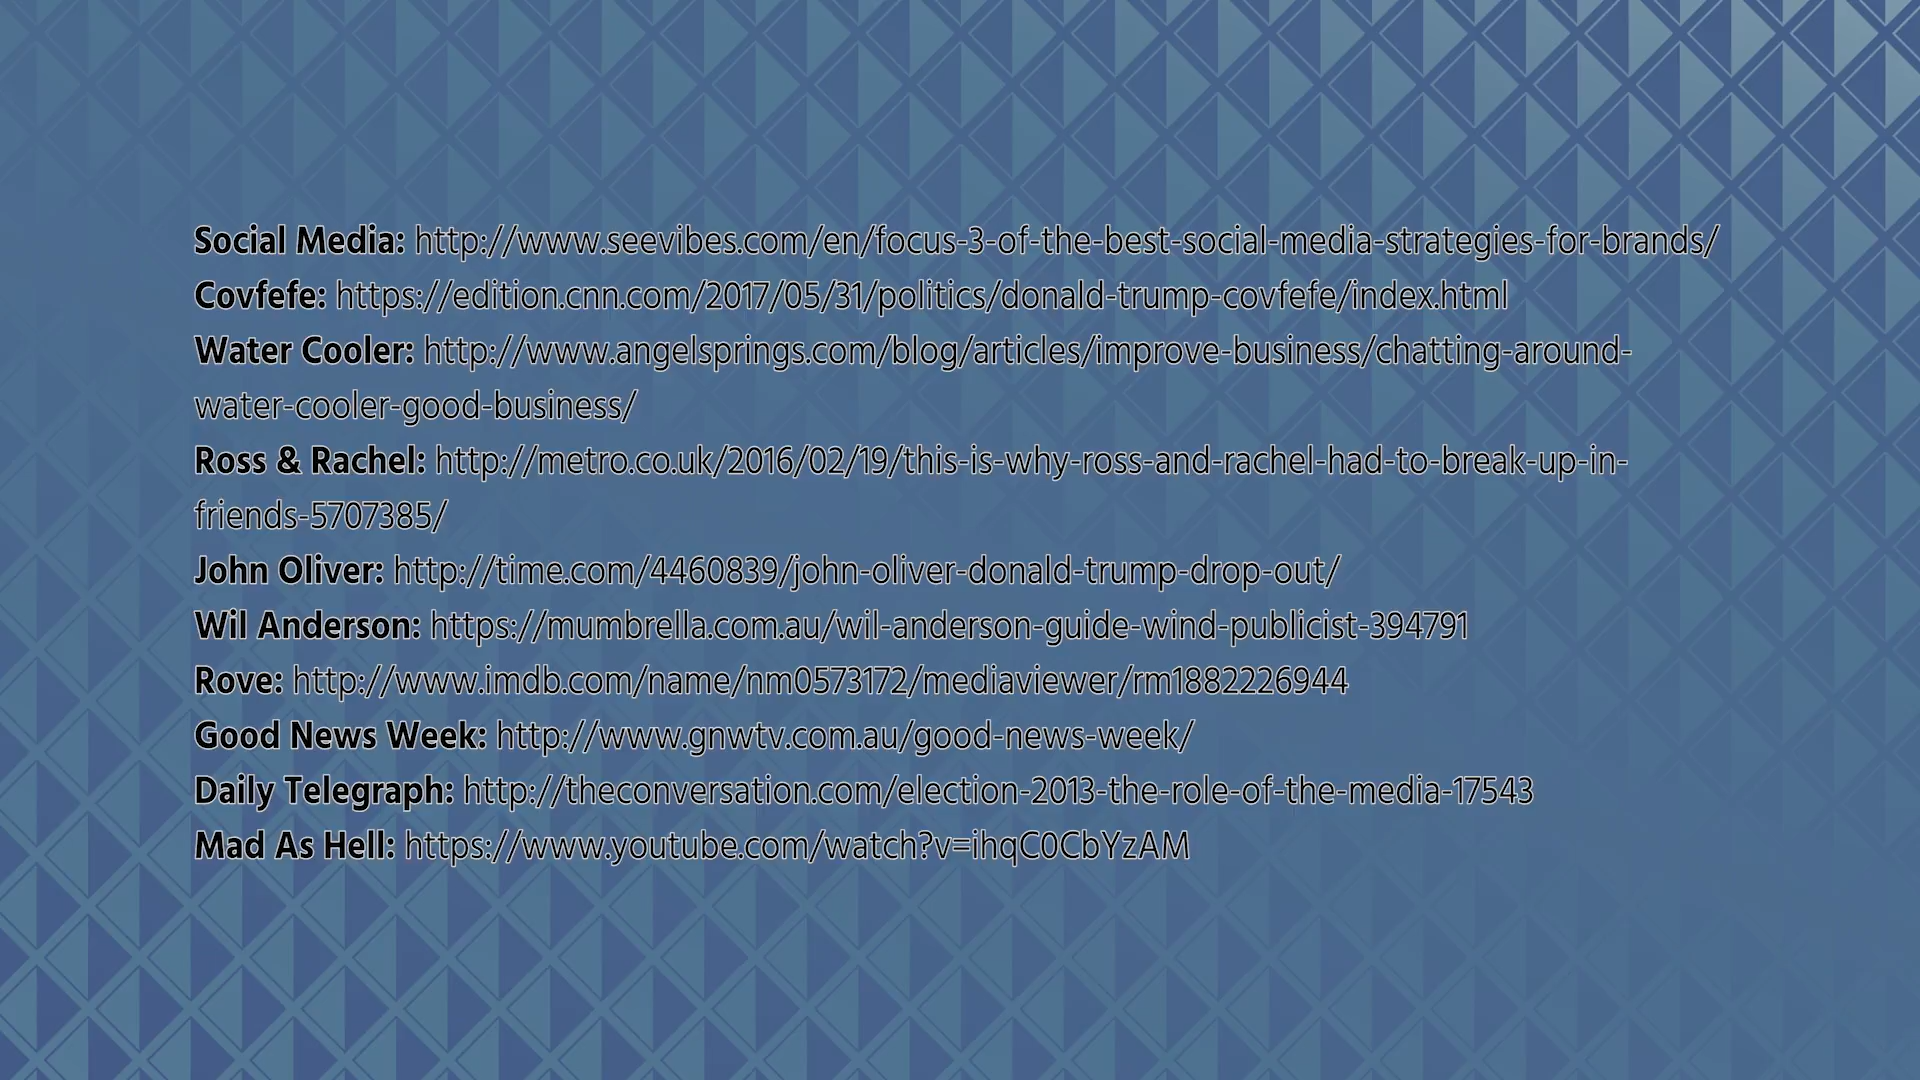 Social Media: http://www.seevibes.com/en/focus-3-of-the-best-social-media-strategies-for-brands/
Covfefe: https://edition.cnn.com/2017/05/31/politics/donald-trump-covfefe/index.html
Water Cooler: http://www.angelsprings.com/blog/articles/improve-business/chatting-around-
water-cooler-good-business/
Ross & Rachel: http://metro.co.uk/2016/02/19/this-is-why-ross-and-rachel-had-to-break-up-in-
friends-5707385/
John Oliver: http://time.com/4460839/john-oliver-donald-trump-drop-out/
Wil Anderson: https://mumbrella.com.au/wil-anderson-guide-wind-publicist-394791
Rove: http://www.imdb.com/name/nm0573172/mediaviewer/rm1882226944
Good News Week: http://www.gnwtv.com.au/good-news-week/
Daily Telegraph: http://theconversation.com/election-2013-the-role-of-the-media-17543
Mad As Hell: https://www.youtube.com/watch?v=ihqC0CbYzAM